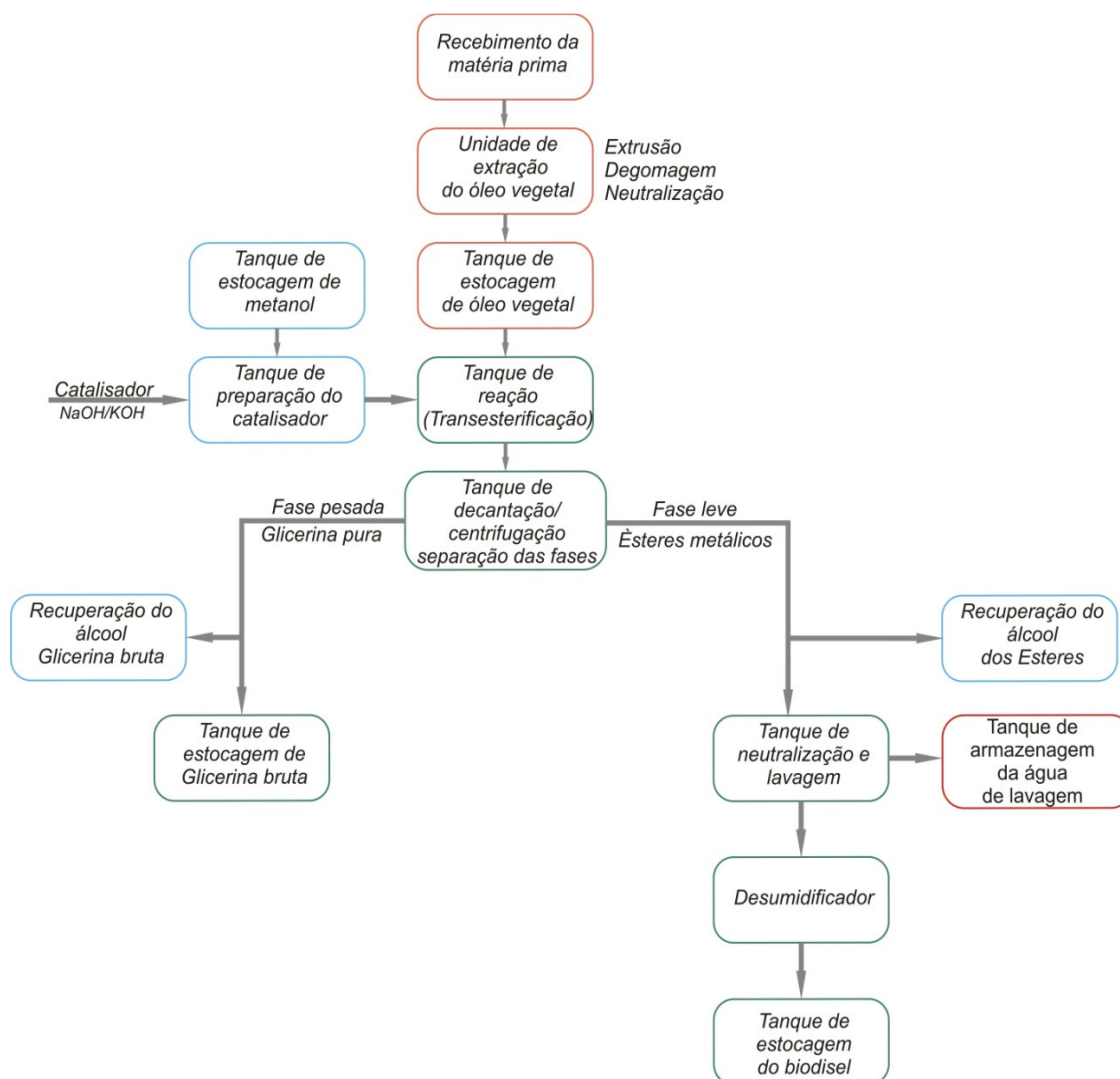 Recebimento da
matéria prima
Unidade de
extração
do óleo vegetal
Extrusão
Degomagem
Neutralização
Tanque de
estocagem de
metanol
Tanque de
estocagem
de óleo vegetal
Catalisador
NaOH/KOH
Tanque de
preparação do
catalisador
Tanque de
reação
(Transesterificação)
Fase pesada
Glicerina pura
Tanque de
decantação/
centrifugação
separação das fases
Fase leve
Èsteres metálicos
Recuperação do
álcool
Glicerina bruta
Recuperação do
álcool
dos Esteres
Tanque de
estocagem de
Glicerina bruta
Tanque de
neutralização e
lavagem
Tanque de
armazenagem
da água
de lavagem
Desumidificador
Tanque de
estocagem
do biodisel